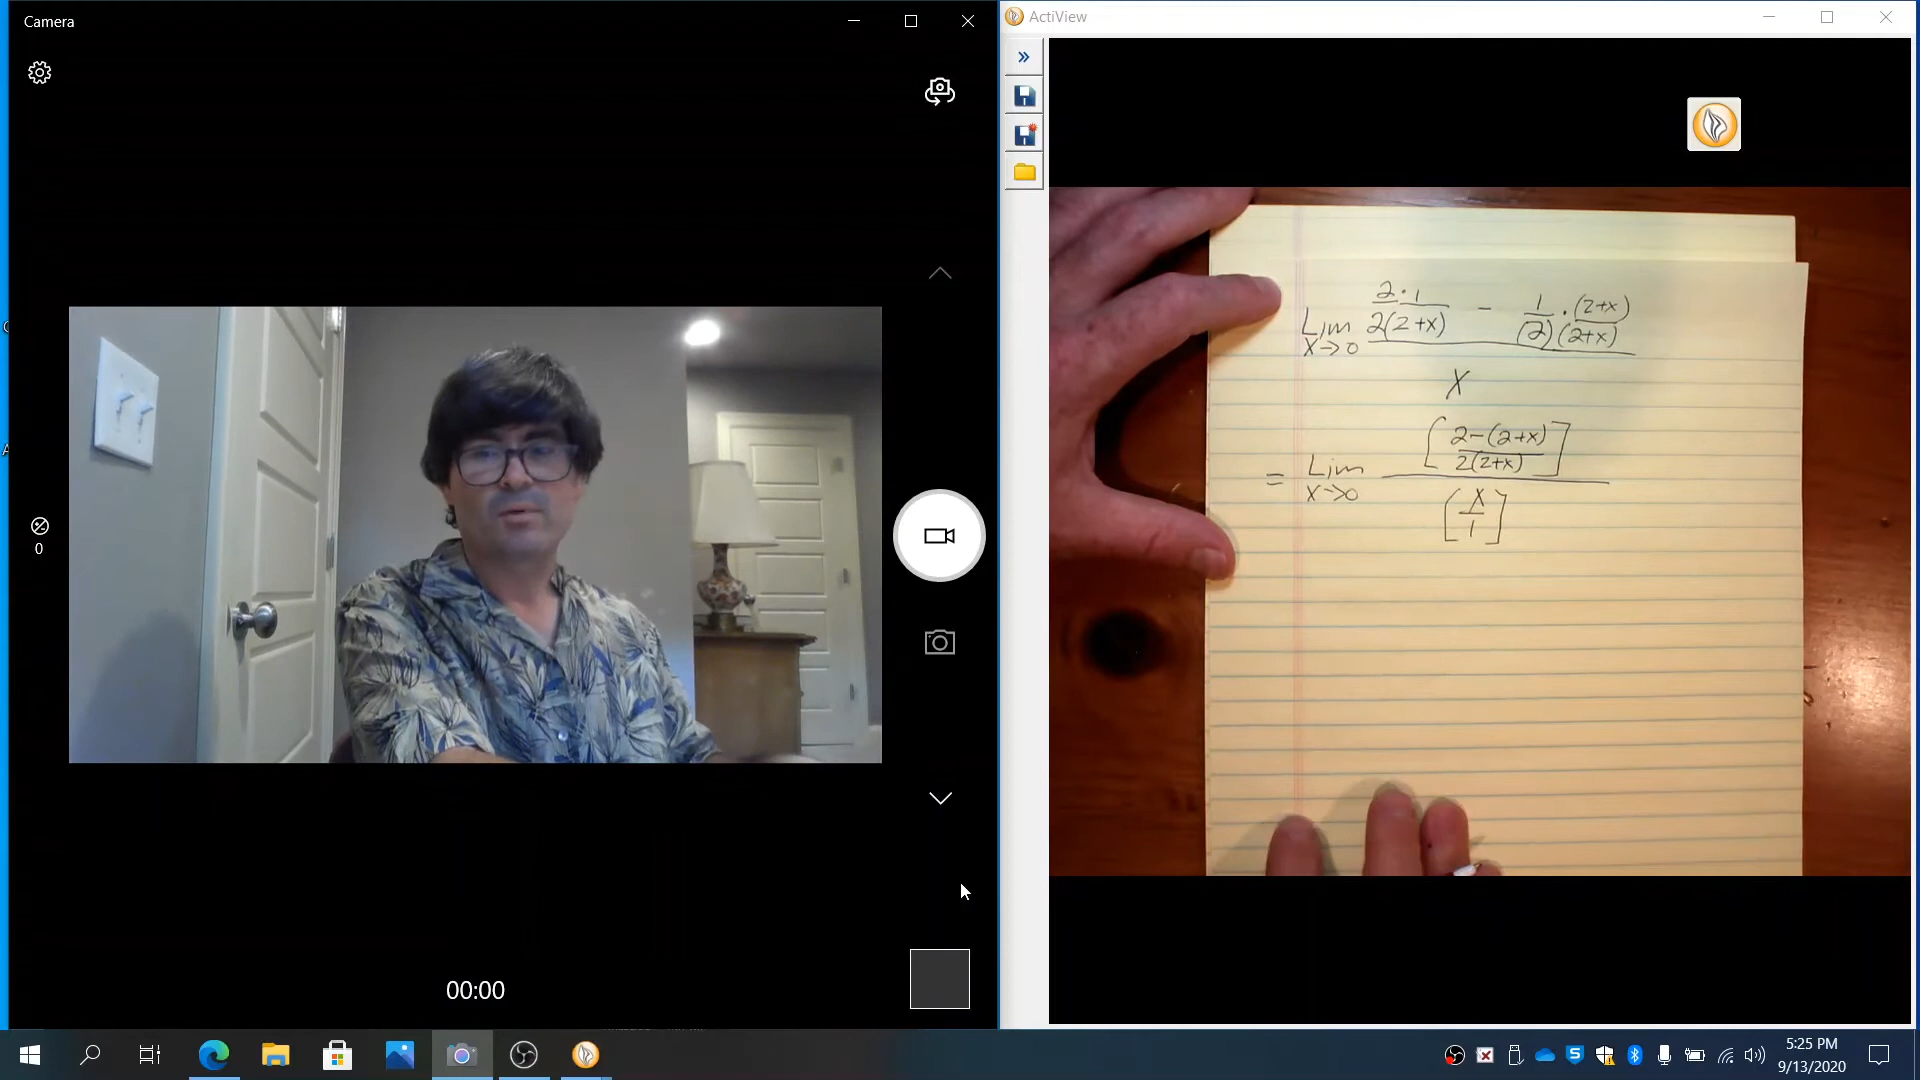 Camera
ActiView
»
2·1
2(2+x)
−
1
(2)
·
(2+x)
(2+x)
Lim
x→0
x
= Lim
x→0
[2−(2+x)
2(2+x)]
[x
1]
0
00:00
5:25 PM
9/13/2020